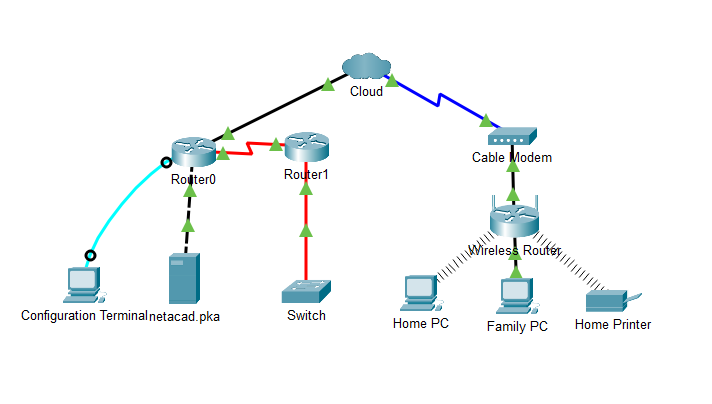 Cloud
Cable Modem
Router0
Router1
Wireless Router
Configuration Terminal
netacad.pka
Switch
Home PC
Family PC
Home Printer